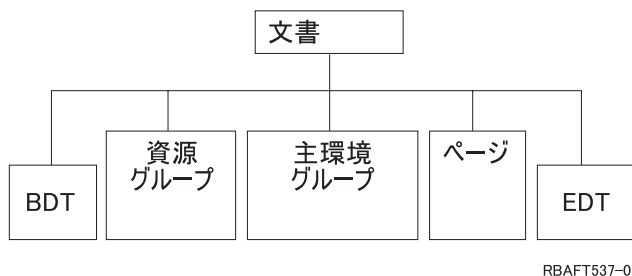 文書
資源
グループ
主環境
グループ
ページ
BDT
EDT
RBAFT537-0